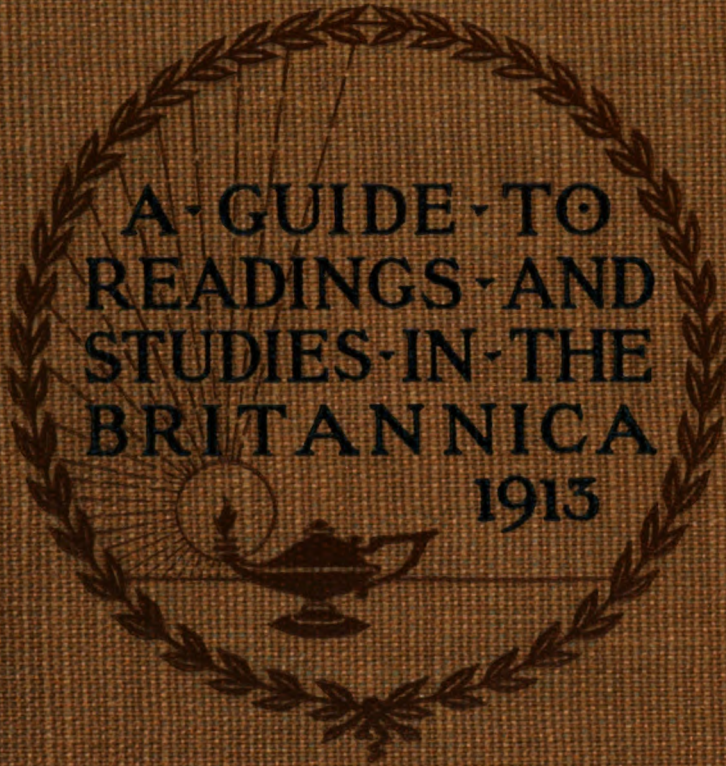 A · GUIDE · TO
READINGS · AND
STUDIES · IN · THE
BRITANNICA
1913